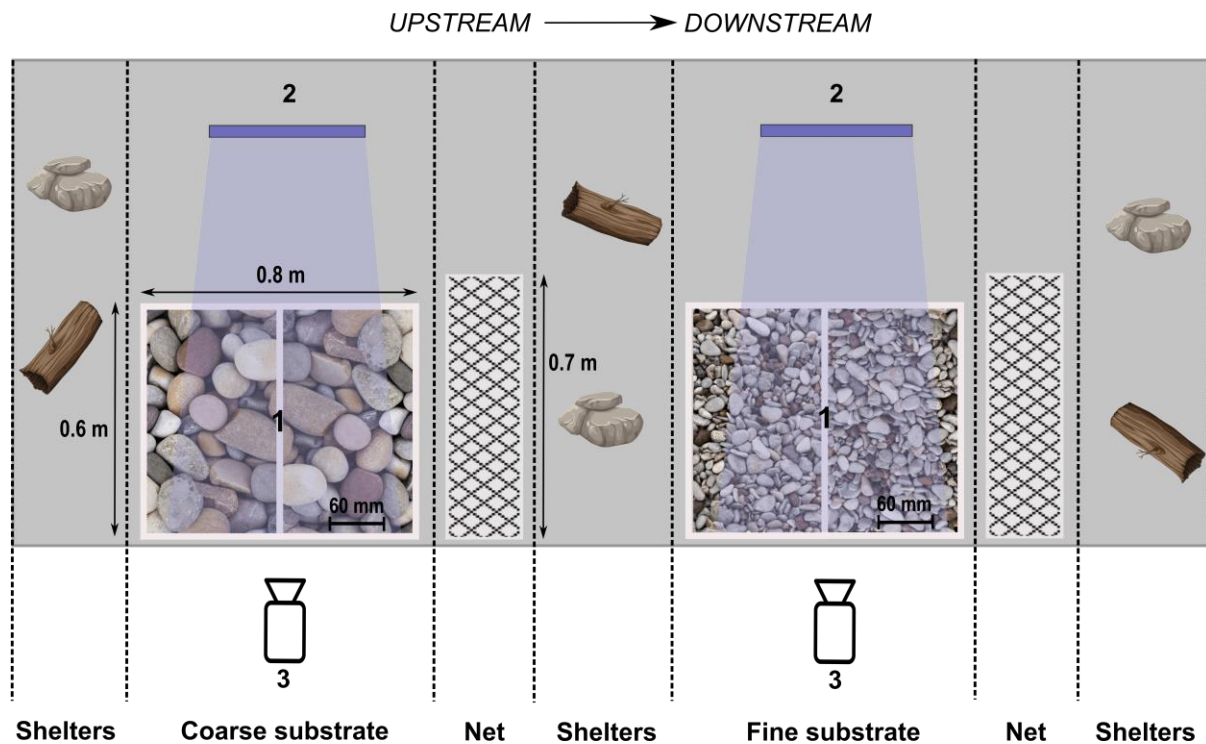 UPSTREAM DOWNSTREAM
2 2
0.8 m
0.7 m
0.6 m
1 1
60 mm 60 mm
3 3
Shelters Coarse substrate Net Shelters Fine substrate Net Shelters